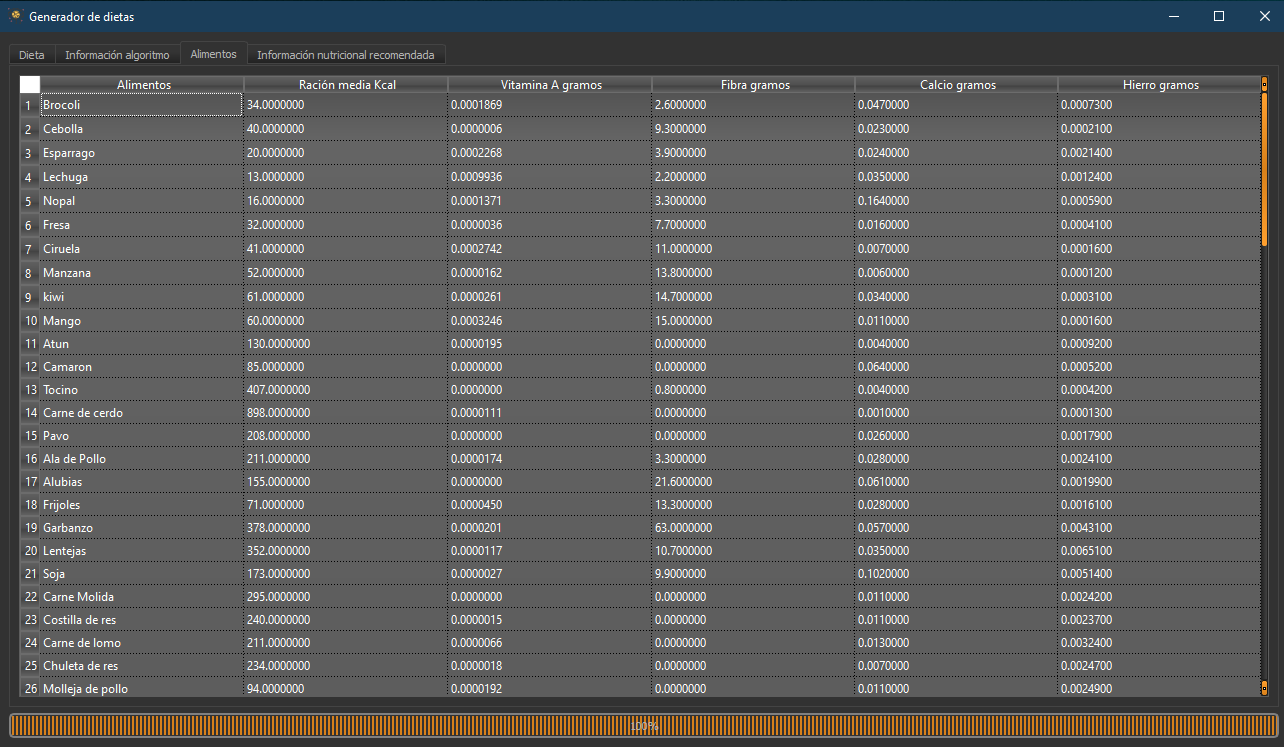 Generador de dietas
Dieta Información algoritmo Alimentos Información nutricional recomendada
Alimentos Ración media Kcal Vitamina A gramos Fibra gramos Calcio gramos Hierro gramos
1 Brocoli 34.0000000 0.0001869 2.6000000 0.0470000 0.0007300
2 Cebolla 40.0000000 0.0000006 9.3000000 0.0230000 0.0002100
3 Esparrago 20.0000000 0.0002268 3.9000000 0.0240000 0.0021400
4 Lechuga 13.0000000 0.0009936 2.2000000 0.0350000 0.0012400
5 Nopal 16.0000000 0.0001371 3.3000000 0.1640000 0.0005900
6 Fresa 32.0000000 0.0000036 7.7000000 0.0160000 0.0004100
7 Ciruela 41.0000000 0.0002742 11.0000000 0.0070000 0.0001600
8 Manzana 52.0000000 0.0000162 13.8000000 0.0060000 0.0001200
9 kiwi 61.0000000 0.0000261 14.7000000 0.0340000 0.0003100
10 Mango 60.0000000 0.0003246 15.0000000 0.0110000 0.0001600
11 Atun 130.0000000 0.0000195 0.0000000 0.0040000 0.0009200
12 Camaron 85.0000000 0.0000000 0.0000000 0.0640000 0.0005200
13 Tocino 407.0000000 0.0000000 0.8000000 0.0040000 0.0004200
14 Carne de cerdo 898.0000000 0.0000111 0.0000000 0.0010000 0.0001300
15 Pavo 208.0000000 0.0000000 0.0000000 0.0260000 0.0017900
16 Ala de Pollo 211.0000000 0.0000174 3.3000000 0.0280000 0.0024100
17 Alubias 155.0000000 0.0000000 21.6000000 0.0610000 0.0019900
18 Frijoles 71.0000000 0.0000450 13.3000000 0.0280000 0.0016100
19 Garbanzo 378.0000000 0.0000201 63.0000000 0.0570000 0.0043100
20 Lentejas 352.0000000 0.0000117 10.7000000 0.0350000 0.0065100
21 Soja 173.0000000 0.0000027 9.9000000 0.1020000 0.0051400
22 Carne Molida 295.0000000 0.0000000 0.0000000 0.0110000 0.0024200
23 Costilla de res 240.0000000 0.0000015 0.0000000 0.0110000 0.0023700
24 Carne de lomo 211.0000000 0.0000066 0.0000000 0.0130000 0.0032400
25 Chuleta de res 234.0000000 0.0000018 0.0000000 0.0070000 0.0024700
26 Molleja de pollo 94.0000000 0.0000192 0.0000000 0.0110000 0.0024900
100%